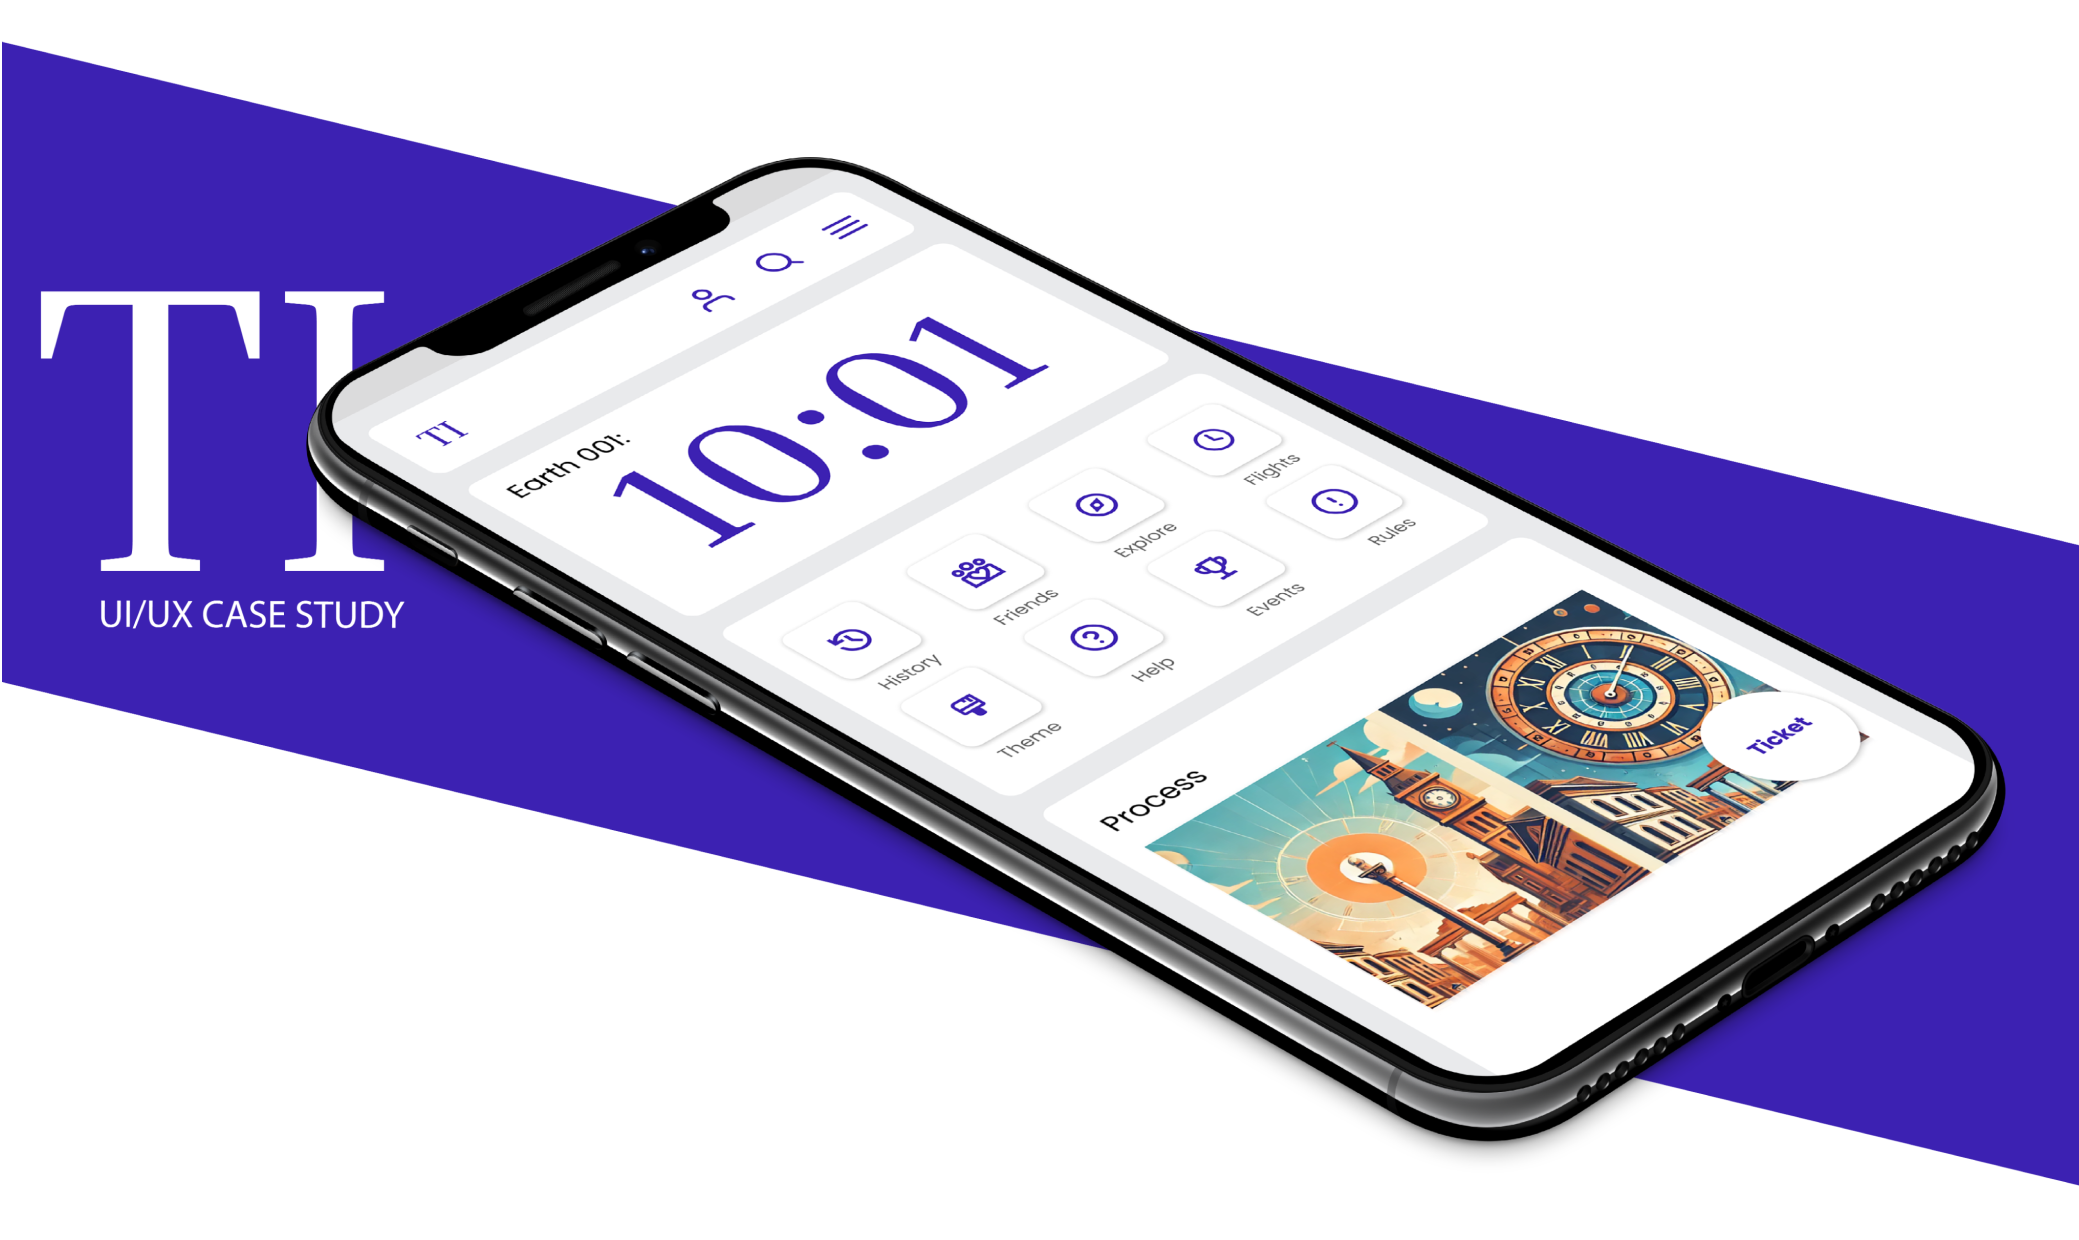 TI
UI/UX CASE STUDY
TI
Earth 001:
10:01
History
Friends
Explore
Flights
Theme
Help
Events
Rules
Process
Ticket